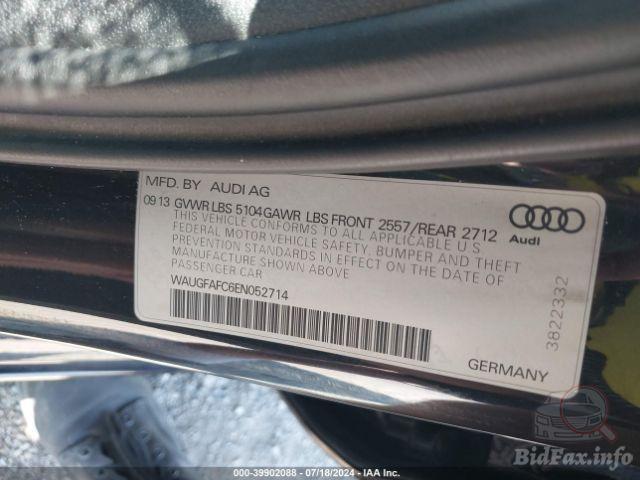 MFD. BY AUDI AG
09 13 GVWR LBS 5104 GAWR LBS FRONT 2557/REAR 2712
THIS VEHICLE CONFORMS TO ALL APPLICABLE U S
FEDERAL MOTOR VEHICLE SAFETY, BUMPER AND THEFT
PREVENTION STANDARDS IN EFFECT ON THE DATE OF
MANUFACTURE SHOWN ABOVE
PASSENGER CAR
WAUGFAFC6EN052714
Audi
3822332
GERMANY
BidFax.info
000-39902088 - 07/18/2024 - IAA Inc.